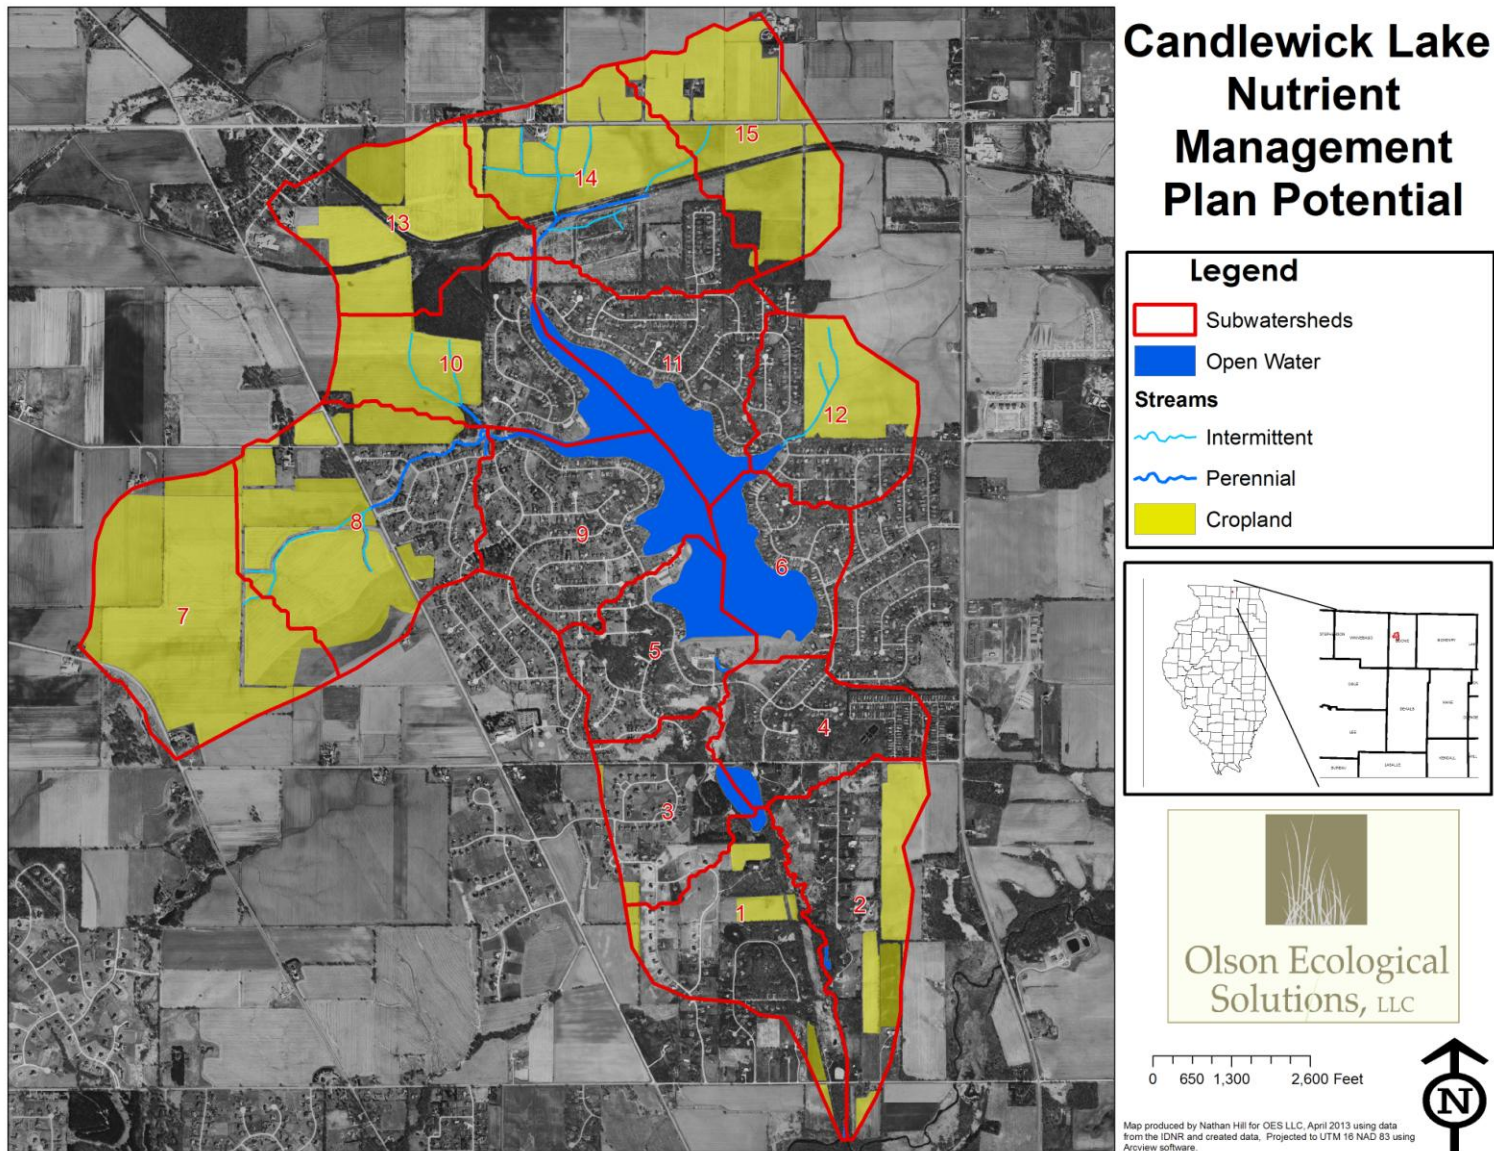 Candlewick Lake
Nutrient
Management
Plan Potential
Legend
Subwatersheds
Open Water
Streams
Intermittent
Perennial
Cropland
15
14
13
10
11
12
8
9
6
7
5
4
3
2
1
Olson Ecological
Solutions, LLC
0 650 1,300 2,600 Feet
N
Map produced by Nathan Hill for OES LLC, April 2013 using data
from the IDNR and created data, Projected to UTM 16 NAD 83 using
Arcview software.